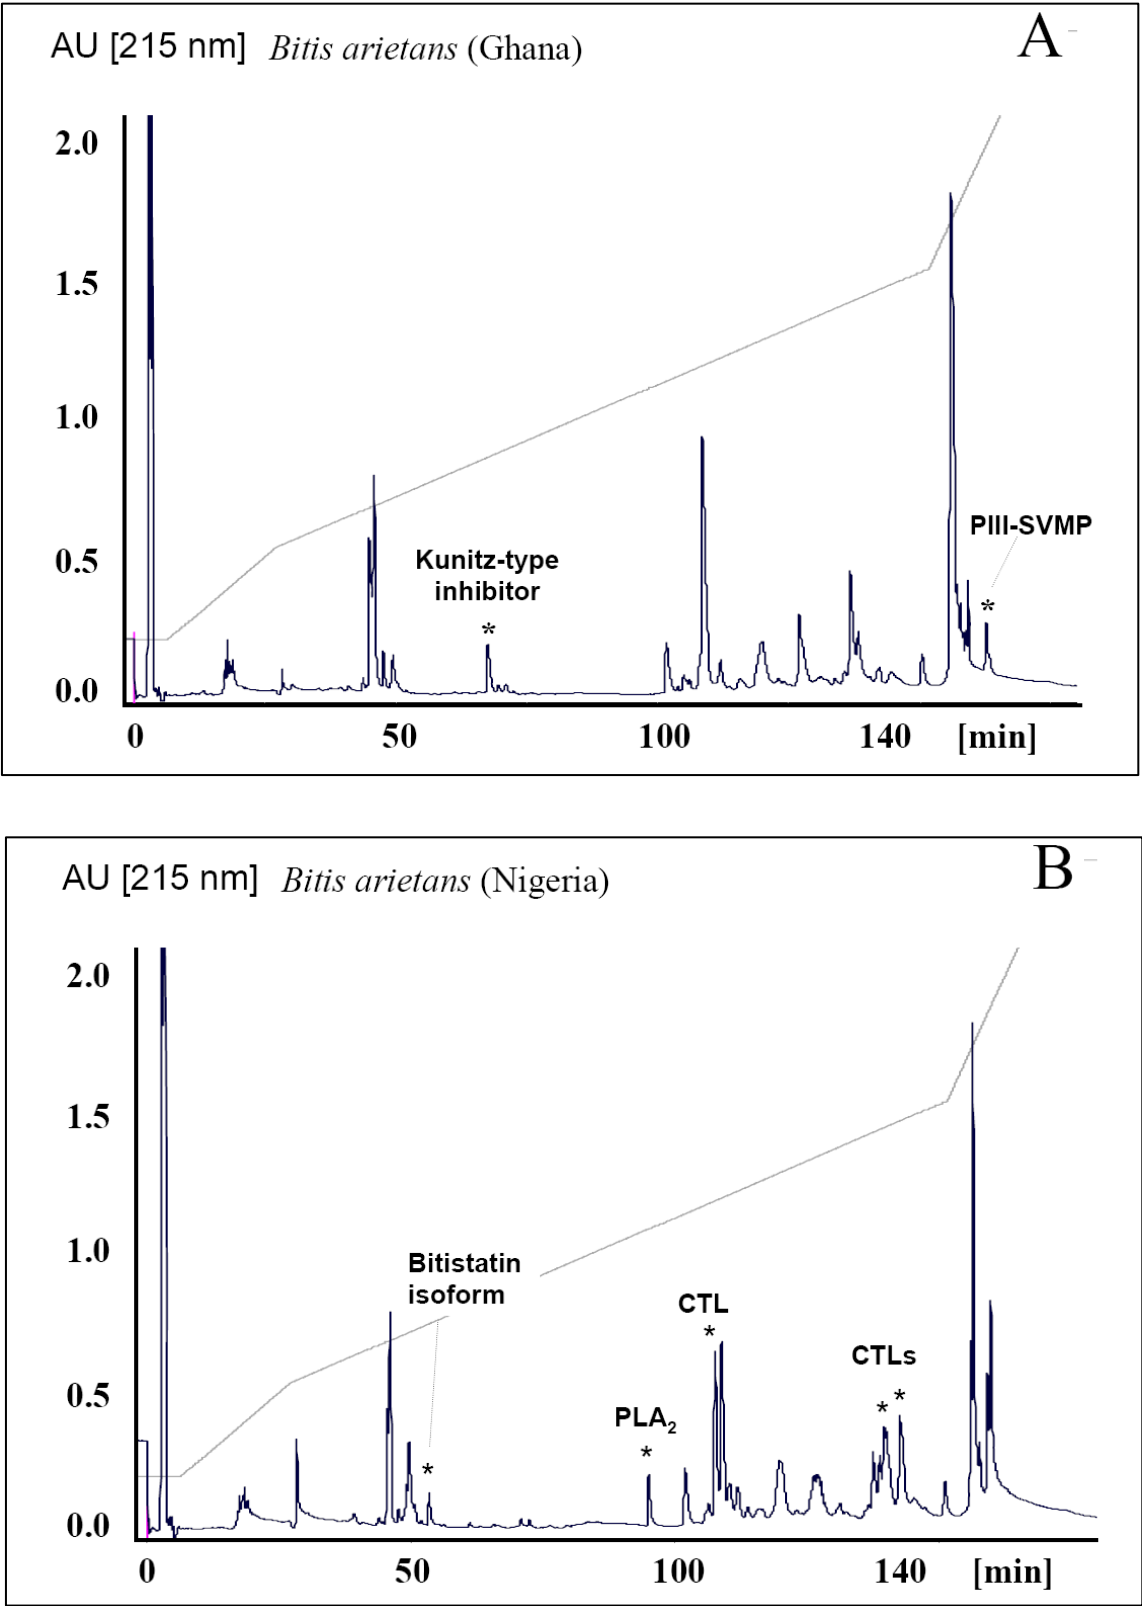 AU [215 nm] Bitis arietans (Ghana) A
2.0
1.5
1.0
0.5
0.0
Kunitz-type
inhibitor
*
PIII-SVMP
*
0 50 100 140 [min]
AU [215 nm] Bitis arietans (Nigeria) B
2.0
1.5
1.0
0.5
0.0
Bitistatin
isoform
*
PLA₂
*
CTL
*
CTLs
* *
0 50 100 140 [min]